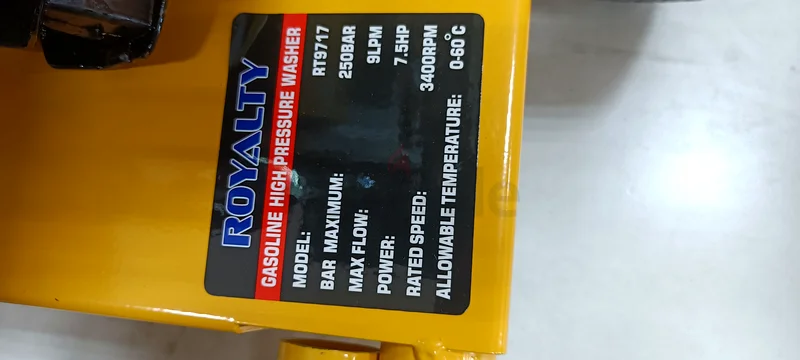 ROYALTY
GASOLINE HIGH PRESSURE WASHER
MODEL: RT9717
BAR MAXIMUM: 250BAR
MAX FLOW: 9LPM
POWER: 7.5HP
RATED SPEED: 3400RPM
ALLOWABLE TEMPERATURE: 0-60°C